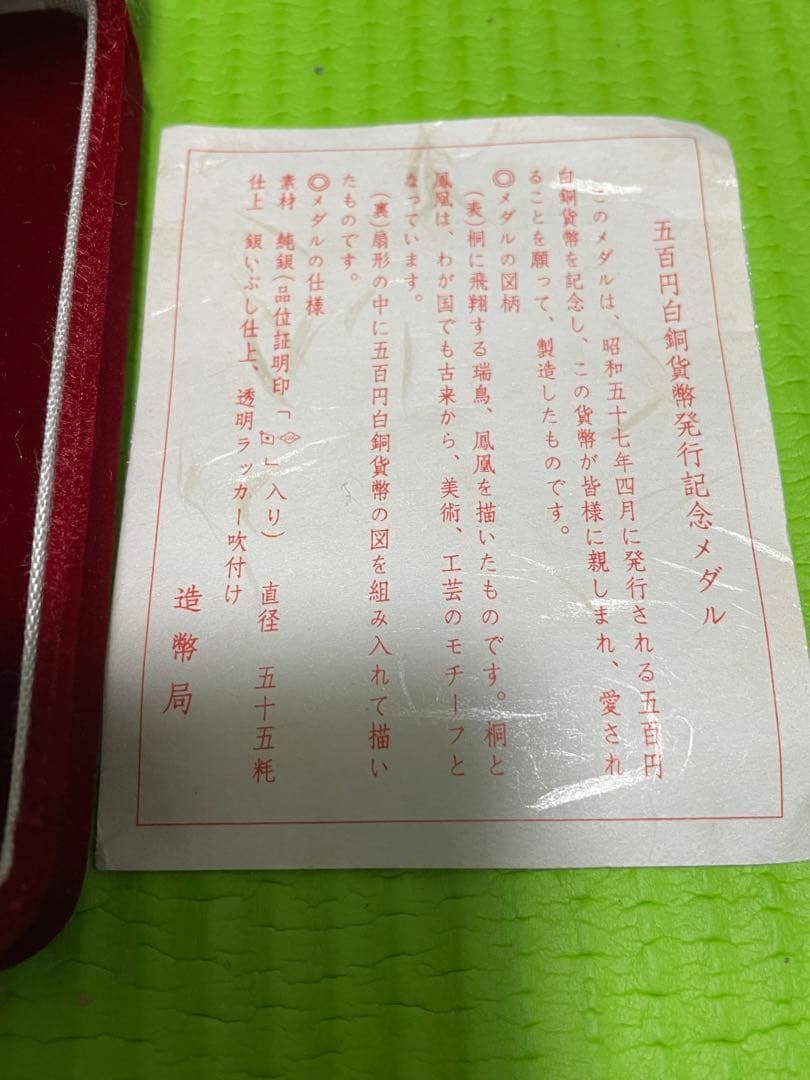 五百円白銅貨幣発行記念メダル
このメダルは、昭和五十七年四月に発行される五百円
白銅貨幣を記念し、この貨幣が皆様に親しまれ、愛され
ることを願って、製造したものです。
◎メダルの図柄
(表)桐に飛翔する瑞鳥、鳳凰を描いたものです。桐と
鳳凰は、わが国でも古来から、美術、工芸のモチーフと
なっています。
(裏)扇形の中に五百円白銅貨幣の図を組み入れて描い
たものです。
◎メダルの仕様
素材 純銀(品位証明印「」入り) 直径 五十五粍
仕上 銀いぶし仕上、透明ラッカー吹付け
造幣局